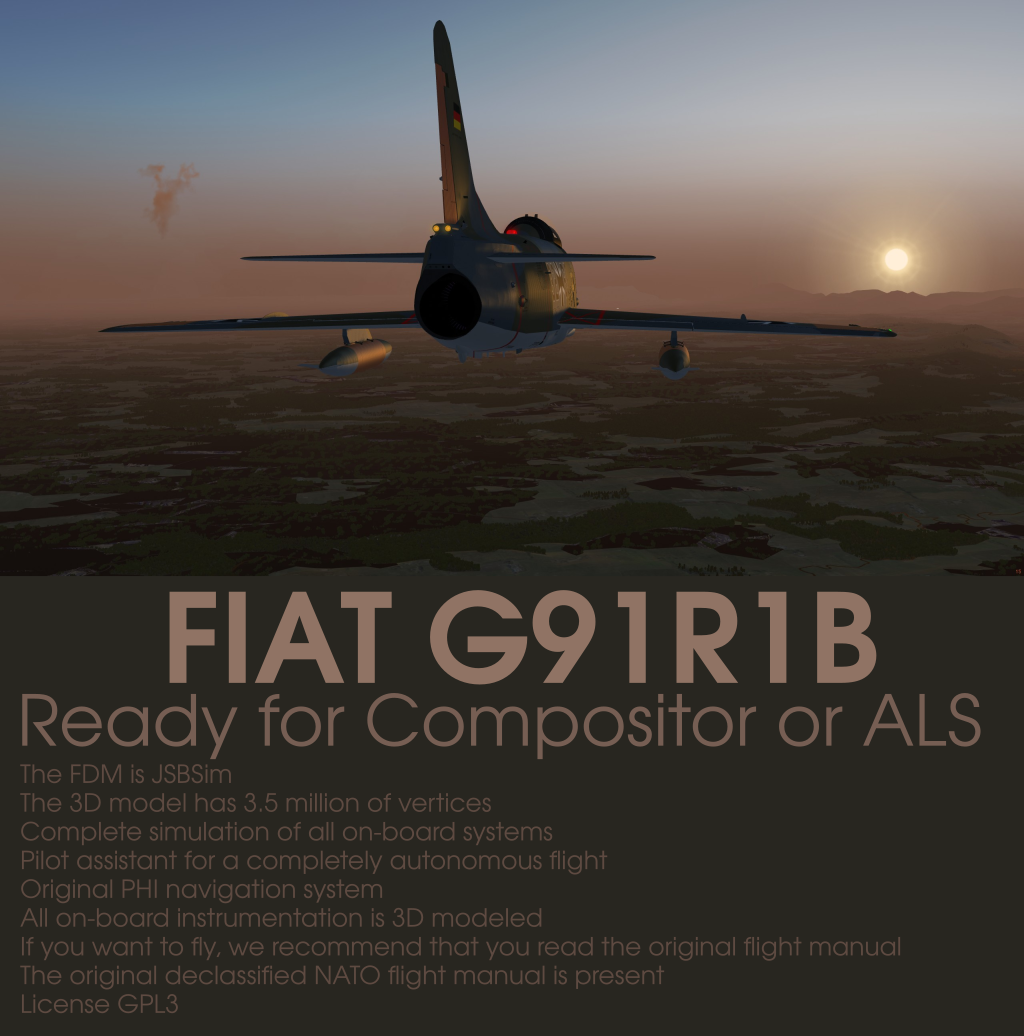 FIAT G91R1B
Ready for Compositor or ALS
The FDM is JSBSim
The 3D model has 3.5 million of vertices
Complete simulation of all on-board systems
Pilot assistant for a completely autonomous flight
Original PHI navigation system
All on-board instrumentation is 3D modeled
If you want to fly, we recommend that you read the original flight manual
The original declassified NATO flight manual is present
License GPL3